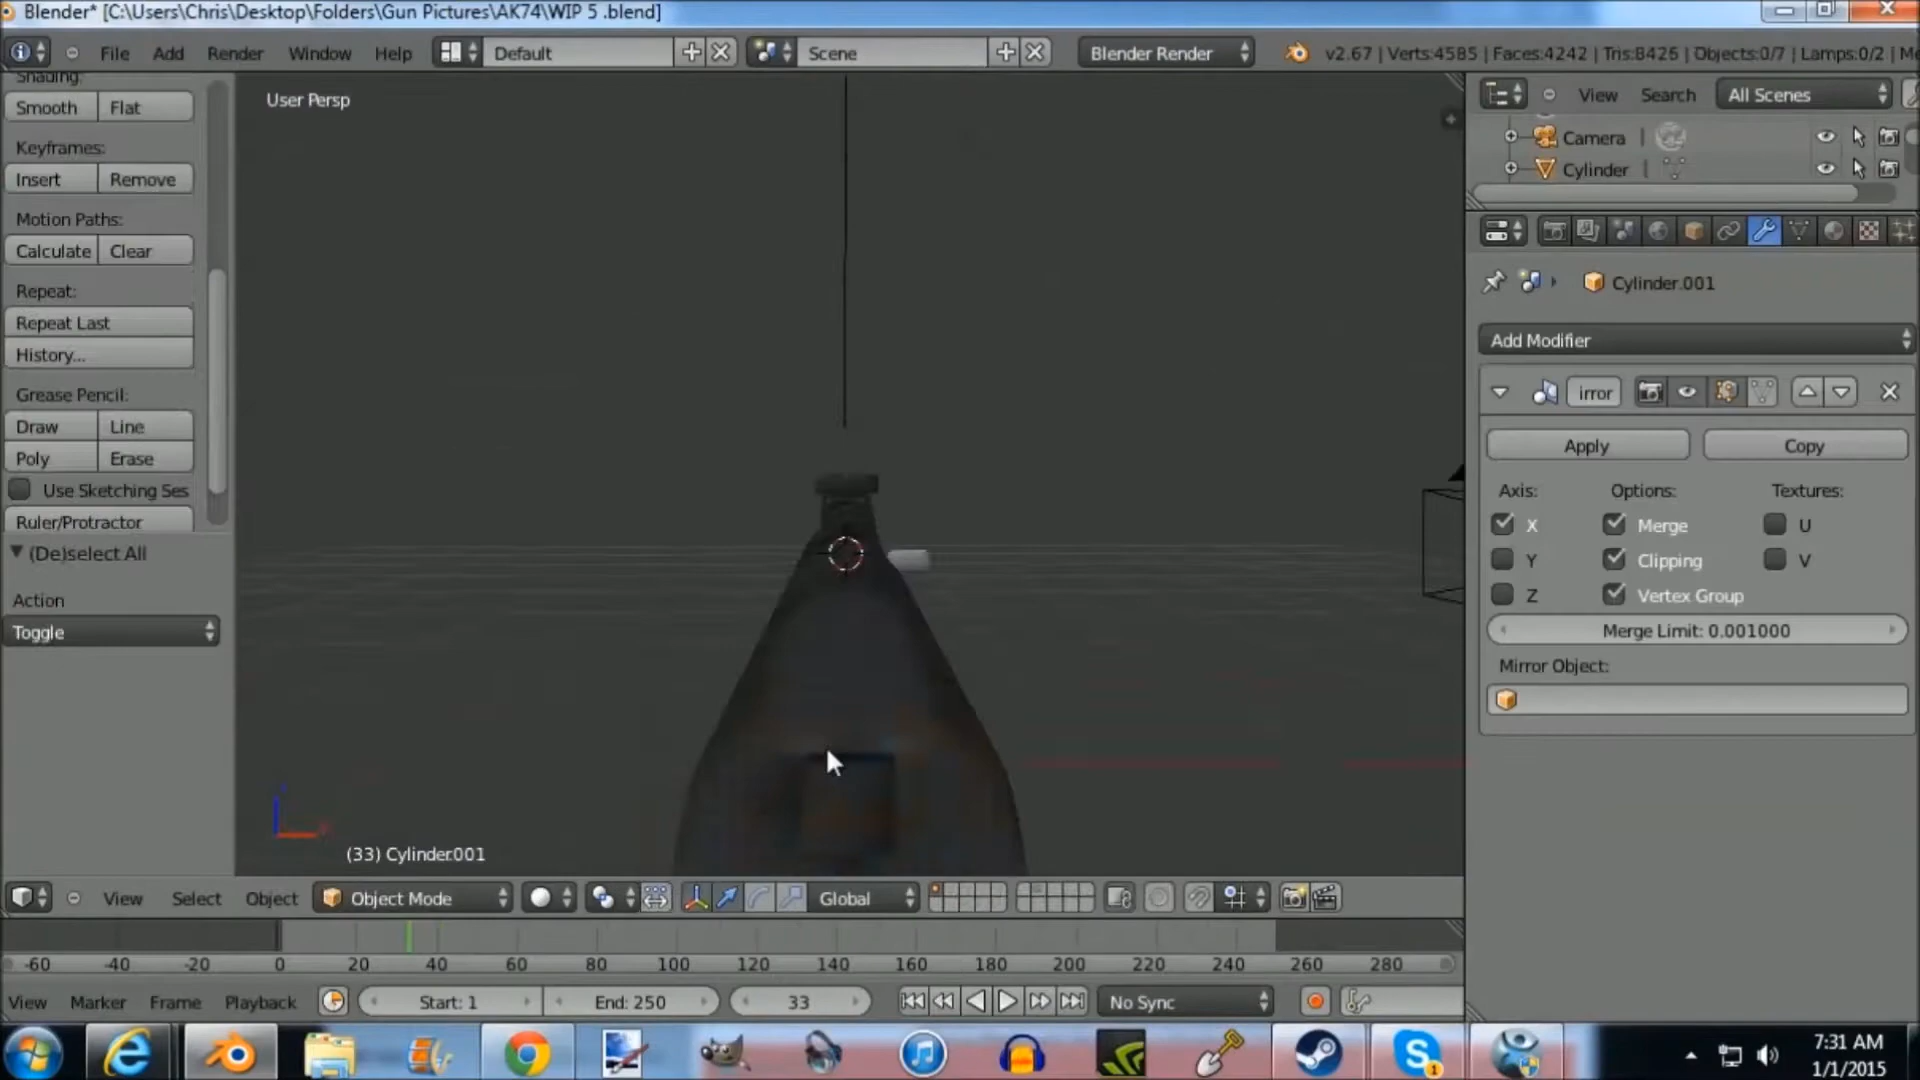 Blender* [C:\Users\Chris\Desktop\Folders\Gun Pictures\AK74\WIP 5 .blend]
File Add Render Window Help Default Scene Blender Render v2.67 | Verts:4585 | Faces:4242 | Tris:8426 | Objects:0/7 | Lamps:0/2 |
Shading:
Smooth Flat
Keyframes:
Insert Remove
Motion Paths:
Calculate Clear
Repeat:
Repeat Last
History...
Grease Pencil:
Draw Line
Poly Erase
Use Sketching Ses
Ruler/Protractor
(De)select All
Action
Toggle
User Persp
(33) Cylinder.001
View Search All Scenes
Camera
Cylinder
Cylinder.001
Add Modifier
irror
Apply Copy
Axis: Options: Textures:
X Merge U
Y Clipping V
Z Vertex Group
Merge Limit: 0.001000
Mirror Object:
View Select Object Object Mode Global
-60 -40 -20 0 20 40 60 80 100 120 140 160 180 200 220 240 260 280
View Marker Frame Playback Start: 1 End: 250 33 No Sync
7:31 AM
1/1/2015